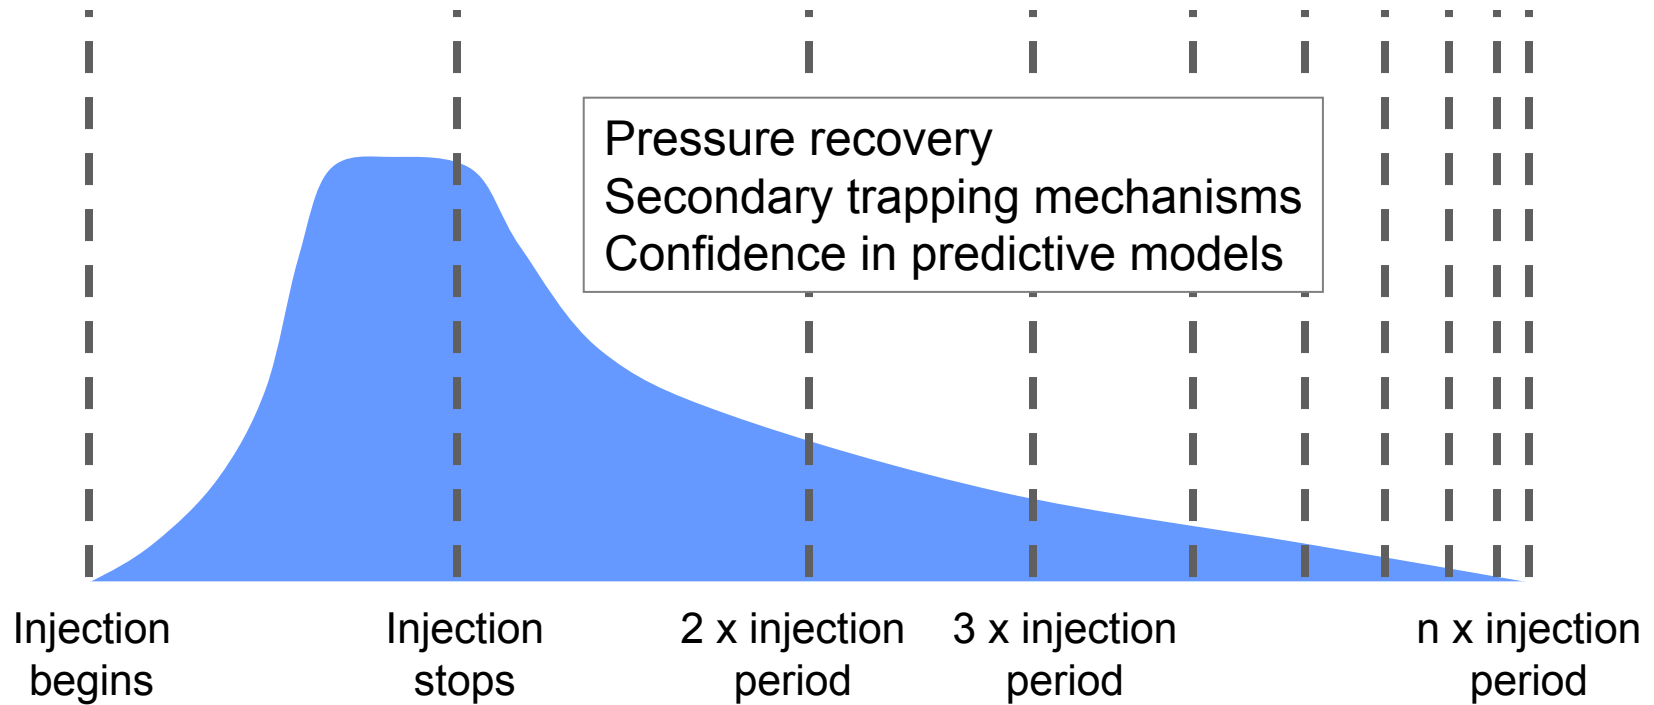 Pressure recovery
Secondary trapping mechanisms
Confidence in predictive models
Injection
begins
Injection
stops
2 x injection
period
3 x injection
period
n x injection
period